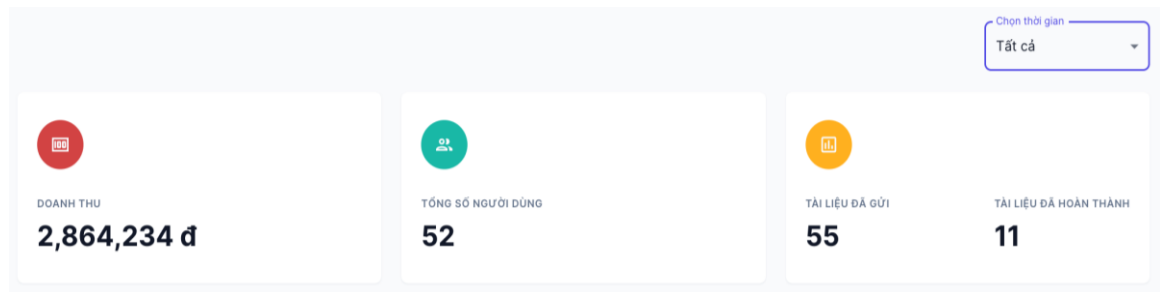 Chọn thời gian
Tất cả
100
DOANH THU
2,864,234 đ
TỔNG SỐ NGƯỜI DÙNG
52
TÀI LIỆU ĐÃ GỬI
55
TÀI LIỆU ĐÃ HOÀN THÀNH
11